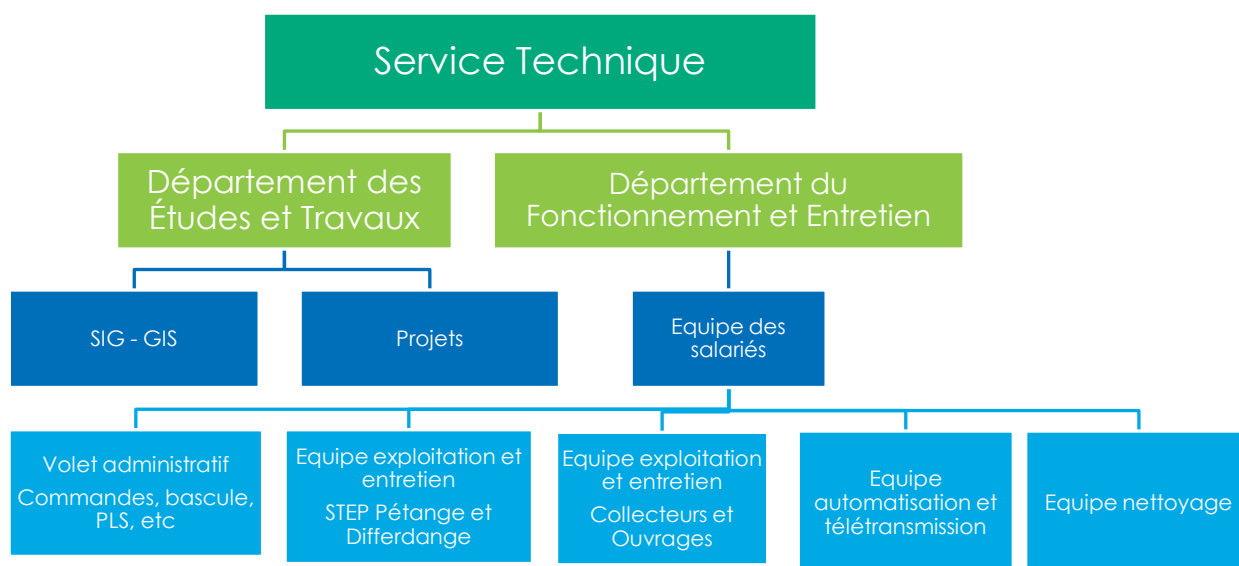 Service Technique
Département des
Études et Travaux
Département du
Fonctionnement et Entretien
SIG - GIS
Projets
Equipe des
salariés
Volet administratif
Commandes, bascule,
PLS, etc
Equipe exploitation et
entretien
STEP Pétange et
Differdange
Equipe exploitation
et entretien
Collecteurs et
Ouvrages
Equipe
automatisation et
télétransmission
Equipe nettoyage